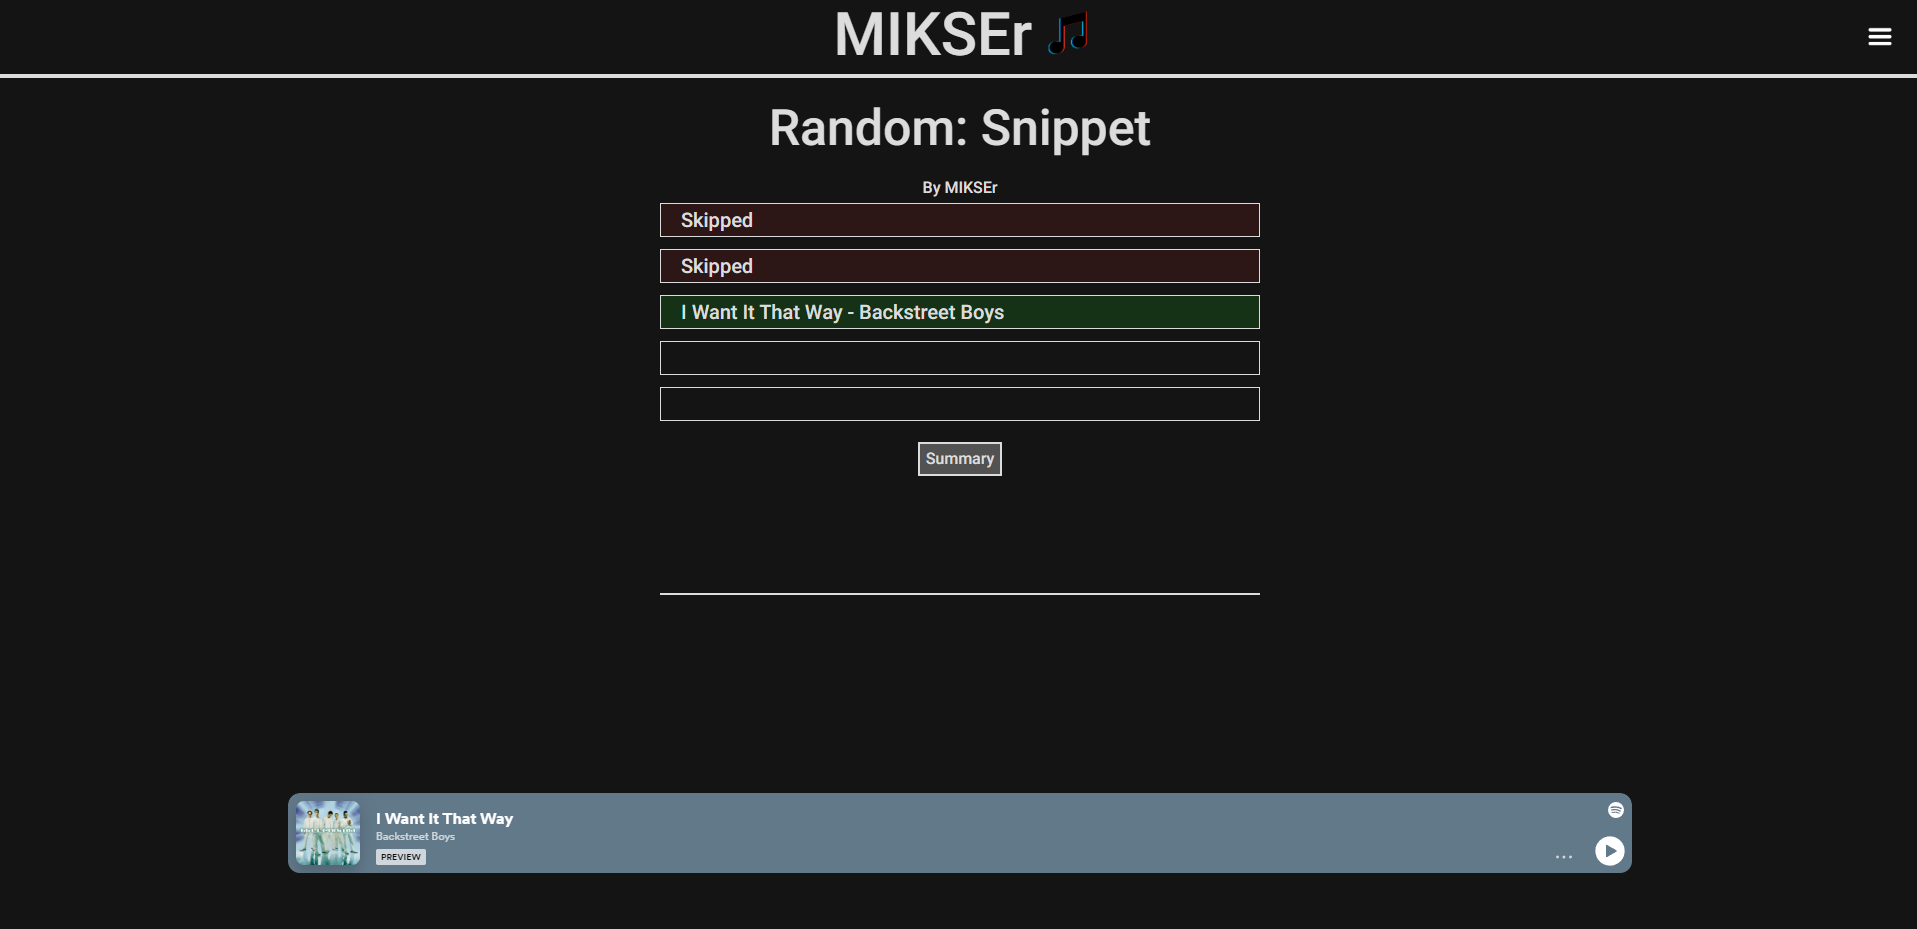 MIKSEr
Random: Snippet
By MIKSEr
Skipped
Skipped
I Want It That Way - Backstreet Boys
Summary
I Want It That Way
Backstreet Boys
PREVIEW